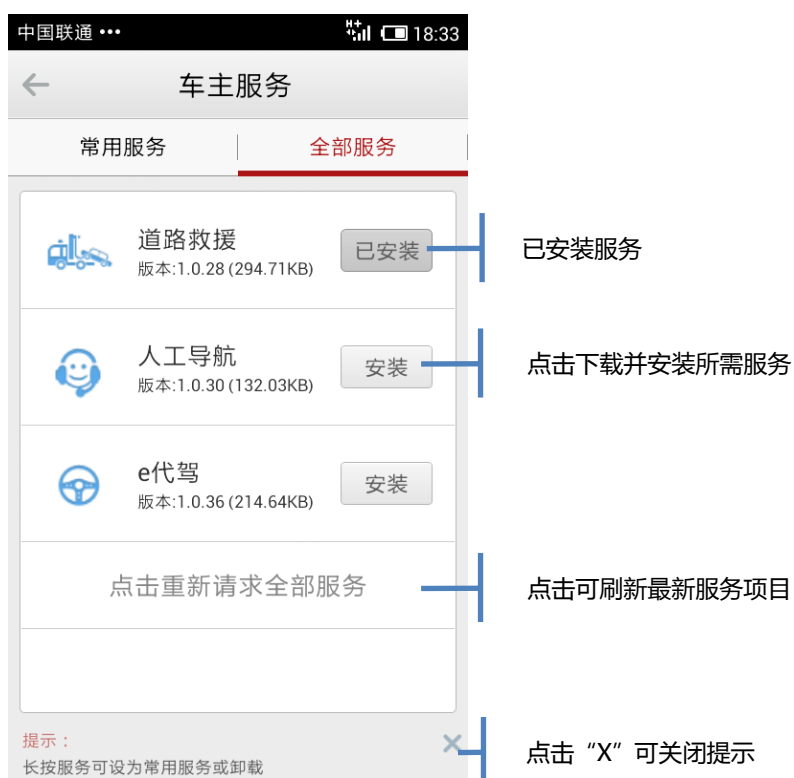 中国联通 ••• H+ 18:33
车主服务
常用服务 全部服务
道路救援
版本:1.0.28 (294.71KB)
已安装
已安装服务
人工导航
版本:1.0.30 (132.03KB)
安装
点击下载并安装所需服务
e代驾
版本:1.0.36 (214.64KB)
安装
点击重新请求全部服务
点击可刷新最新服务项目
提示：
长按服务可设为常用服务或卸载
点击“X”可关闭提示